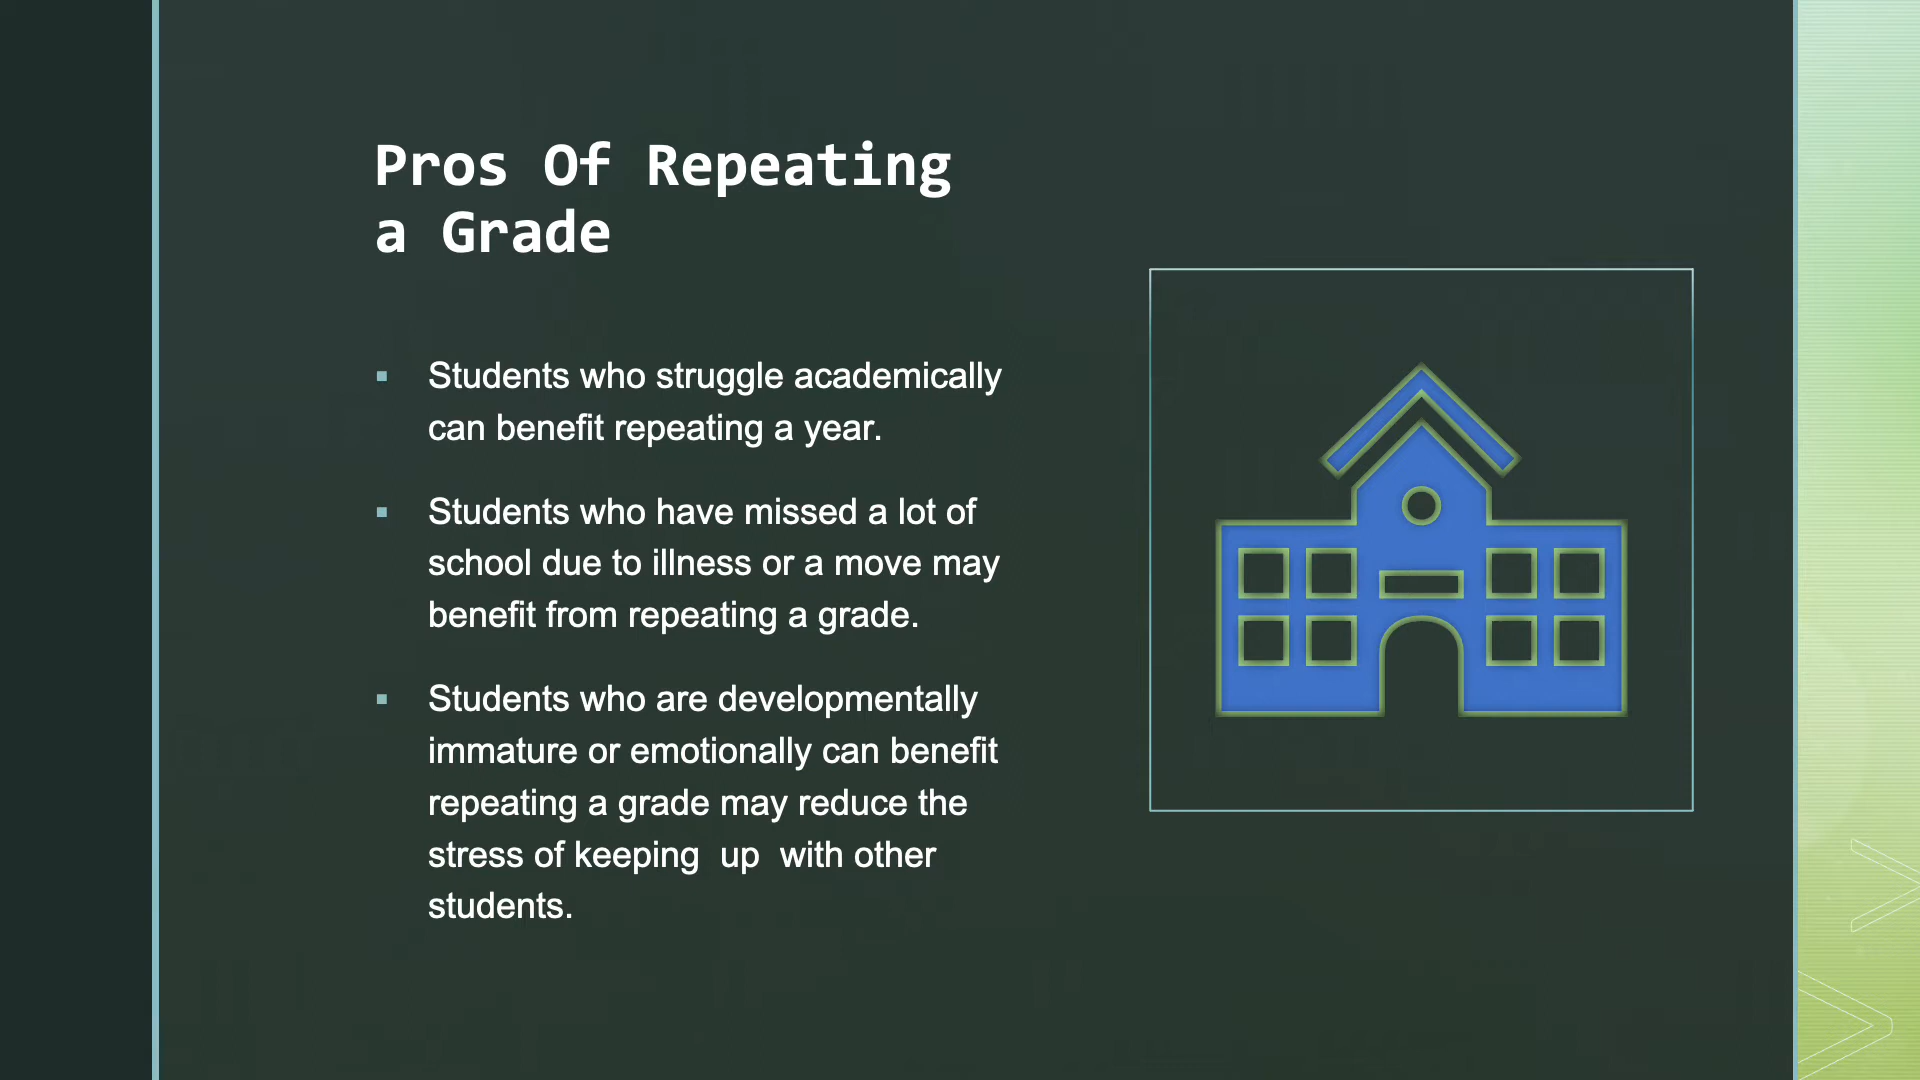 Pros Of Repeating
a Grade
▪ Students who struggle academically
can benefit repeating a year.
▪ Students who have missed a lot of
school due to illness or a move may
benefit from repeating a grade.
▪ Students who are developmentally
immature or emotionally can benefit
repeating a grade may reduce the
stress of keeping  up  with other
students.